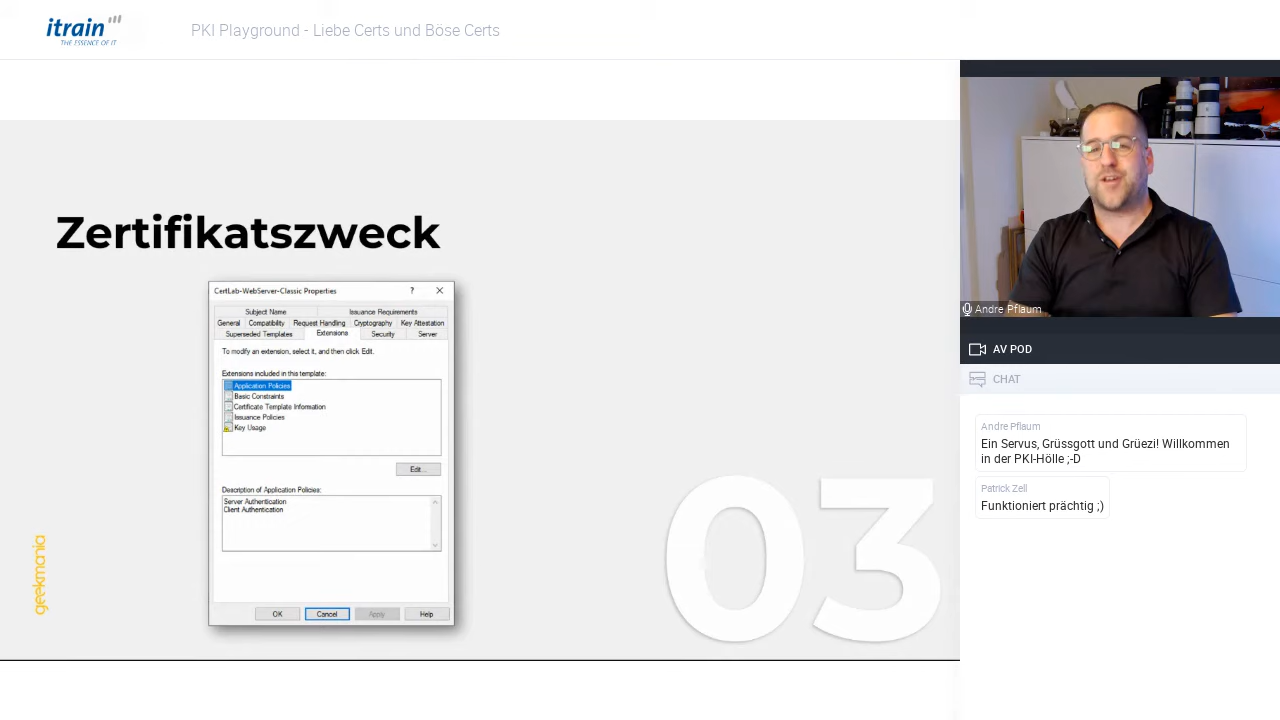 itrain
THE ESSENCE OF IT
PKI Playground - Liebe Certs und Böse Certs
Zertifikatszweck
CertLab-WebServer-Classic Properties
?
Subject Name
Issuance Requirements
General
Compatibility
Request Handling
Cryptography
Key Attestation
Superseded Templates
Extensions
Security
Server
To modify an extension, select it, and then click Edit.
Extensions included in this template:
Application Policies
Basic Constraints
Certificate Template Information
Issuance Policies
Key Usage
Edit...
Description of Application Policies:
Server Authentication
Client Authentication
OK
Cancel
Apply
Help
03
geekmania
Andre Pflaum
AV POD
CHAT
Andre Pflaum
Ein Servus, Grüssgott und Grüezi! Willkommen
in der PKI-Hölle ;-D
Patrick Zell
Funktioniert prächtig ;)